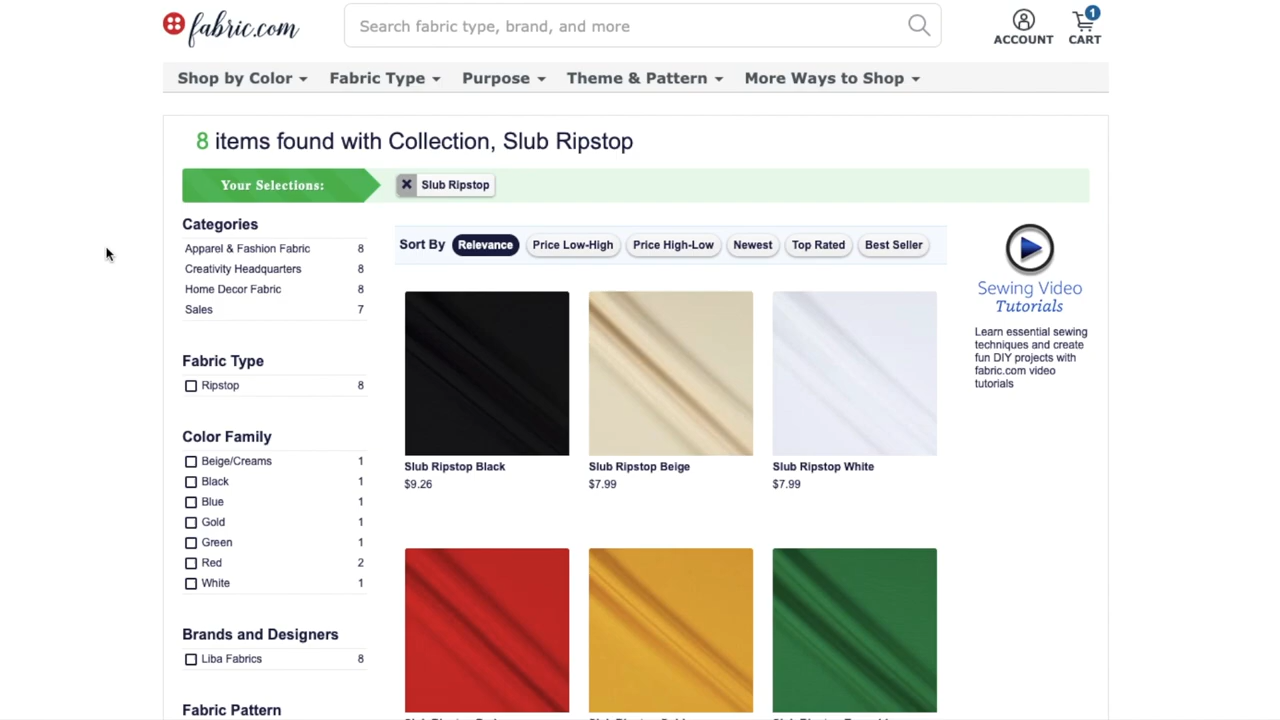 fabric.com
Search fabric type, brand, and more
1
ACCOUNT
CART
Shop by Color
Fabric Type
Purpose
Theme & Pattern
More Ways to Shop
8 items found with Collection, Slub Ripstop
Your Selections:
Slub Ripstop
Categories
Apparel & Fashion Fabric 8
Creativity Headquarters 8
Home Decor Fabric 8
Sales 7
Fabric Type
Ripstop 8
Color Family
Beige/Creams 1
Black 1
Blue 1
Gold 1
Green 1
Red 2
White 1
Brands and Designers
Liba Fabrics 8
Fabric Pattern
Sort By
Relevance
Price Low-High
Price High-Low
Newest
Top Rated
Best Seller
Slub Ripstop Black
$9.26
Slub Ripstop Beige
$7.99
Slub Ripstop White
$7.99
Sewing Video
Tutorials
Learn essential sewing
techniques and create
fun DIY projects with
fabric.com video
tutorials